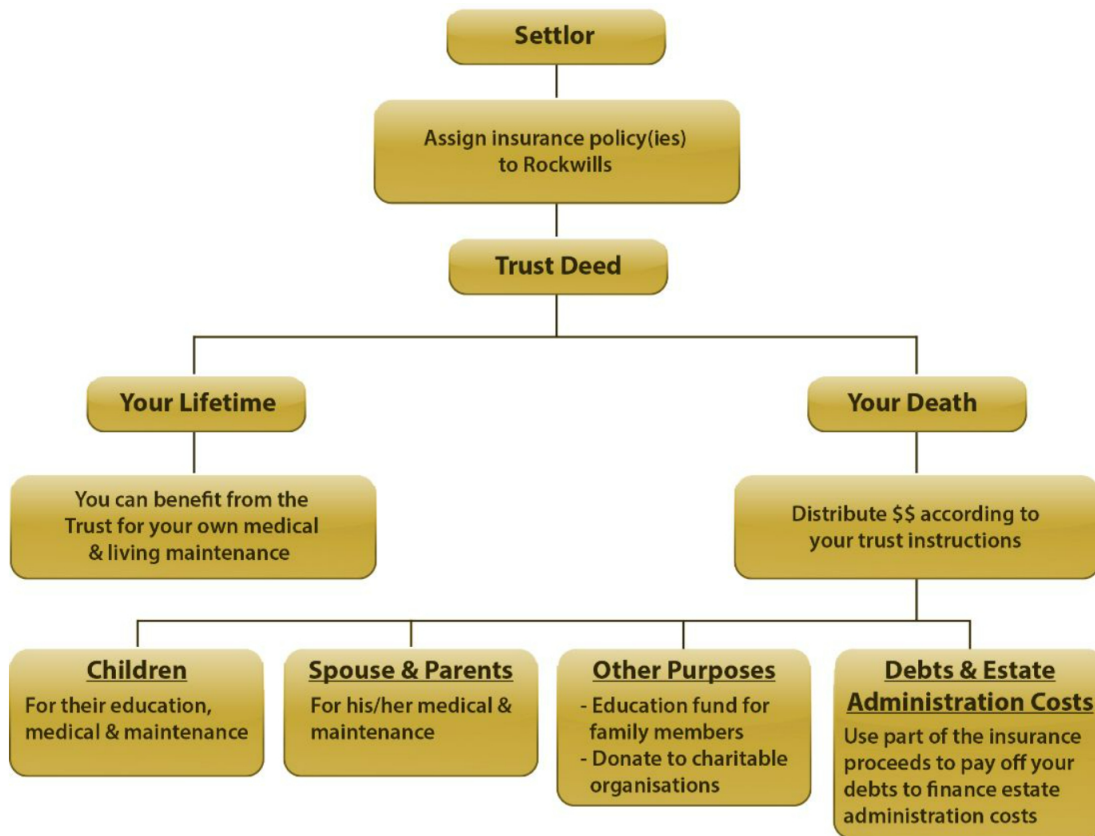 Settlor
Assign insurance policy(ies)
to Rockwills
Trust Deed
Your Lifetime
Your Death
You can benefit from the
Trust for your own medical
& living maintenance
Distribute $$ according to
your trust instructions
Children
For their education,
medical & maintenance
Spouse & Parents
For his/her medical &
maintenance
Other Purposes
- Education fund for
family members
- Donate to charitable
organisations
Debts & Estate
Administration Costs
Use part of the insurance
proceeds to pay off your
debts to finance estate
administration costs